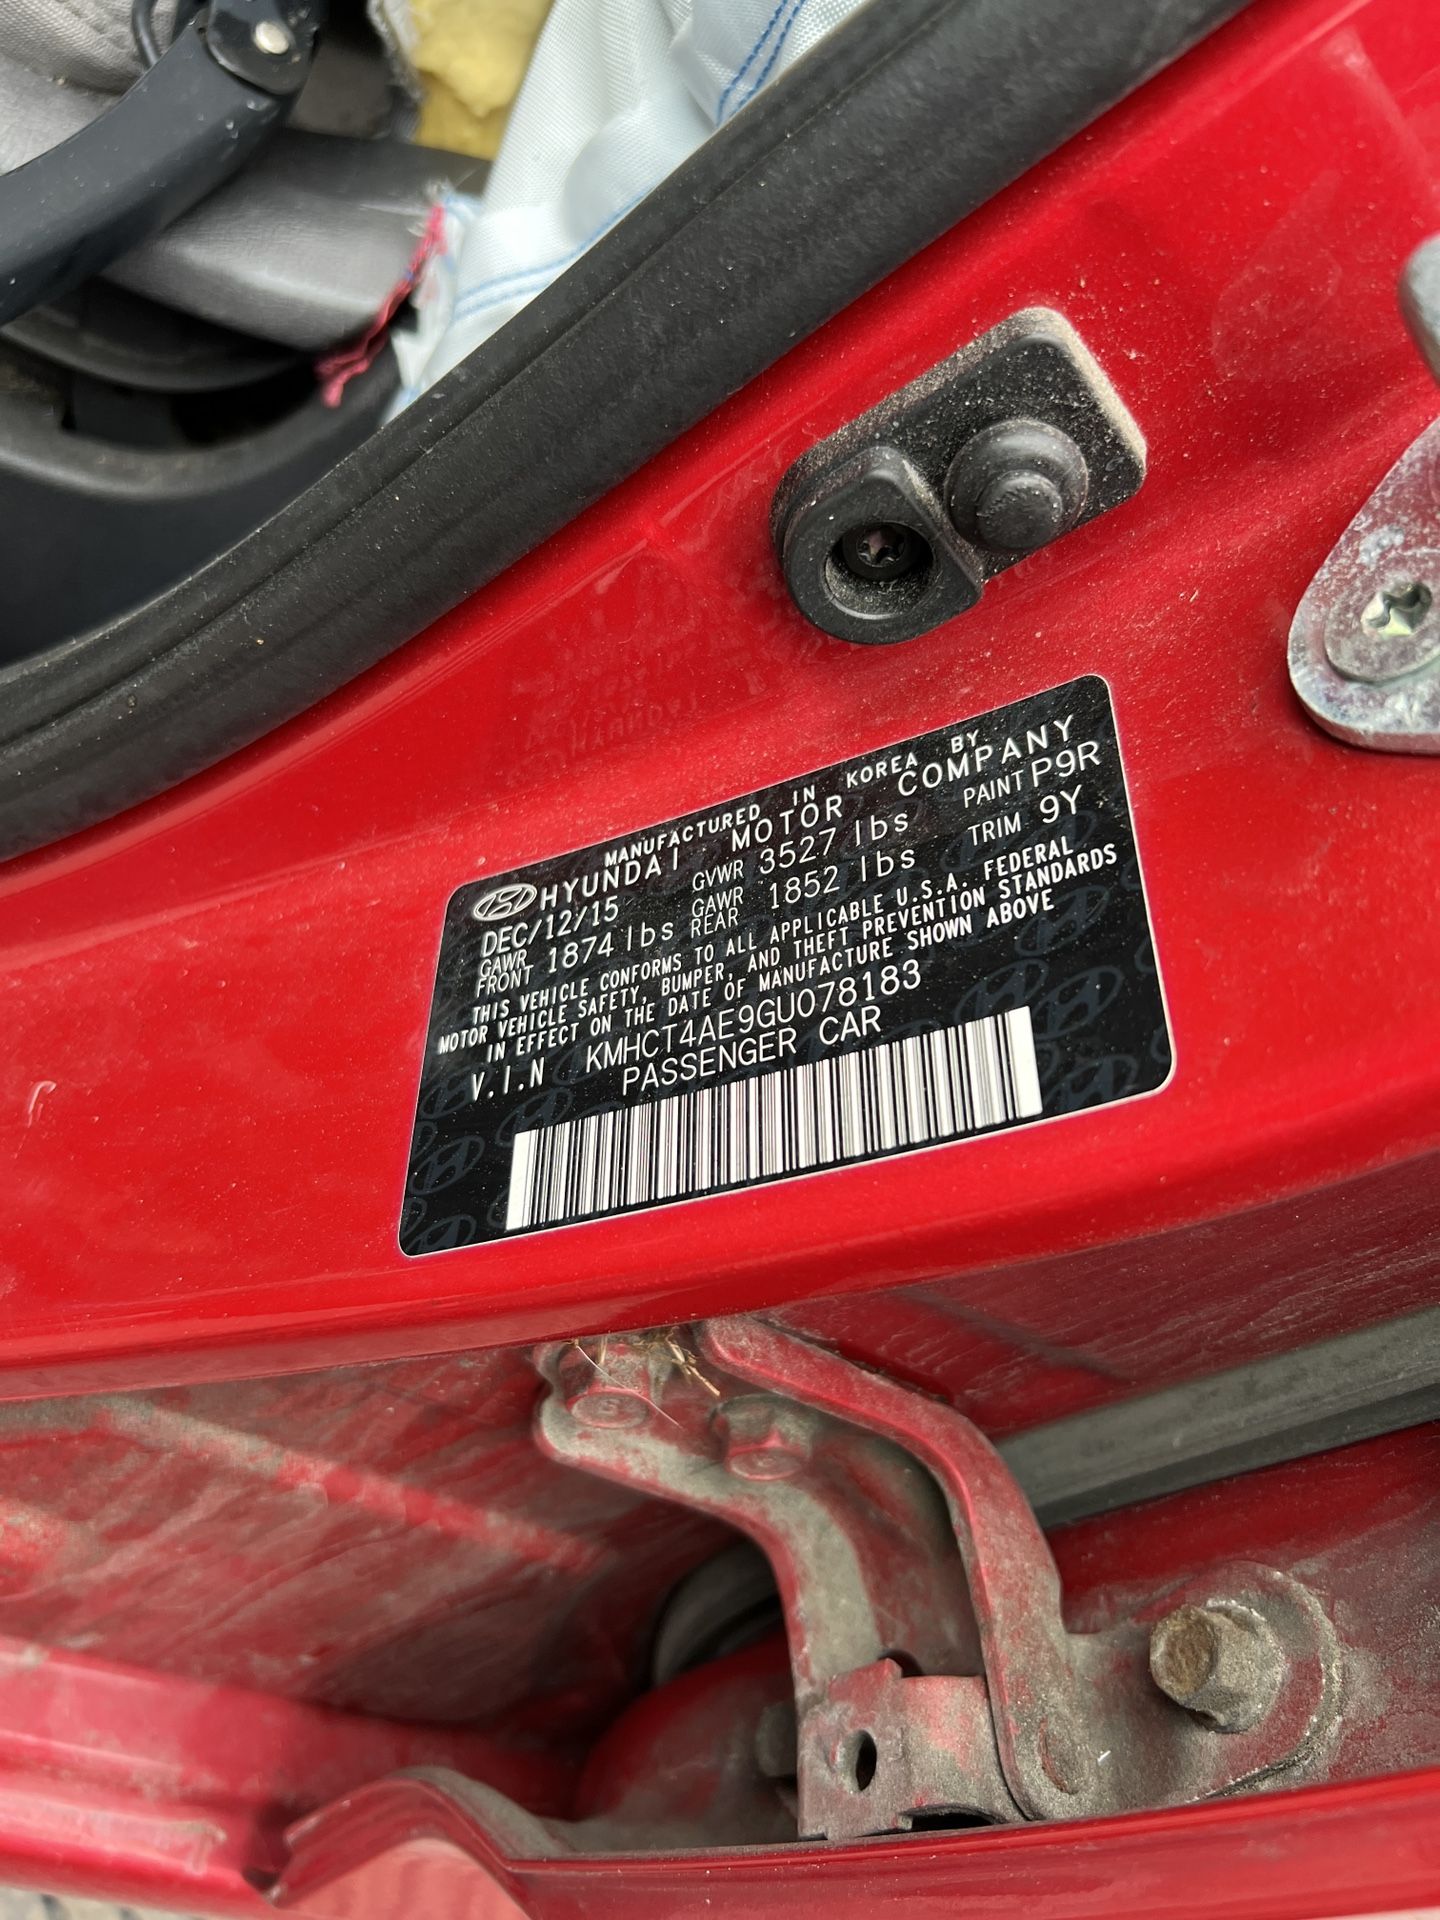 MANUFACTURED IN KOREA BY
HYUNDAI MOTOR COMPANY
DEC/12/15 GVWR 3527 lbs PAINT P9R
GAWR FRONT 1874 lbs GAWR REAR 1852 lbs TRIM 9Y
THIS VEHICLE CONFORMS TO ALL APPLICABLE U.S.A. FEDERAL
MOTOR VEHICLE SAFETY, BUMPER, AND THEFT PREVENTION STANDARDS
IN EFFECT ON THE DATE OF MANUFACTURE SHOWN ABOVE
V.I.N KMHCT4AE9GU078183
PASSENGER CAR